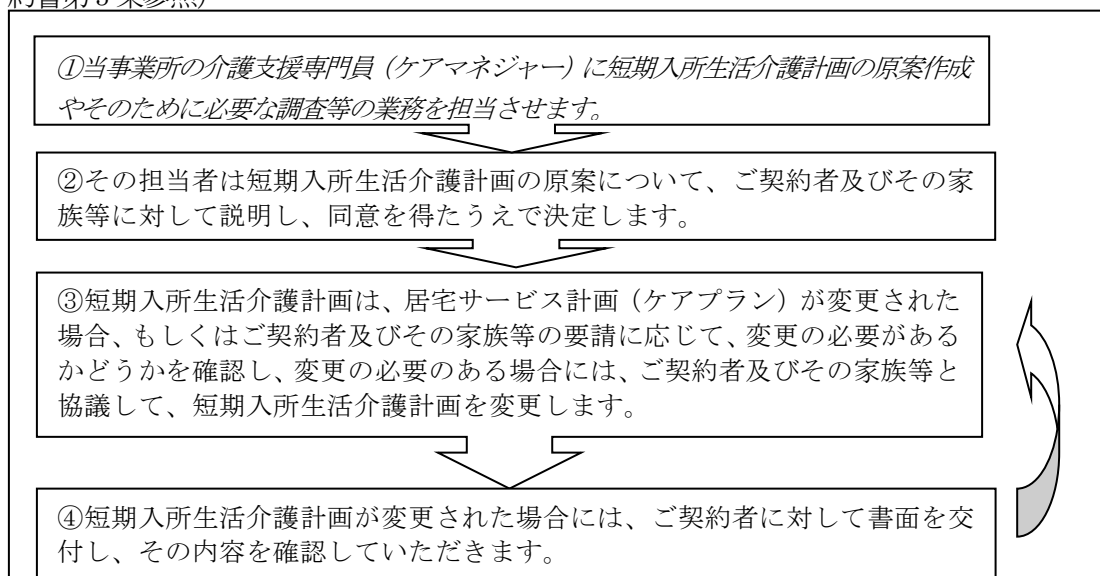 約書第3条参照）
①当事業所の介護支援専門員（ケアマネジャー）に短期入所生活介護計画の原案作成
やそのために必要な調査等の業務を担当させます。
②その担当者は短期入所生活介護計画の原案について、ご契約者及びその家
族等に対して説明し、同意を得たうえで決定します。
③短期入所生活介護計画は、居宅サービス計画（ケアプラン）が変更された
場合、もしくはご契約者及びその家族等の要請に応じて、変更の必要がある
かどうかを確認し、変更の必要のある場合には、ご契約者及びその家族等と
協議して、短期入所生活介護計画を変更します。
④短期入所生活介護計画が変更された場合には、ご契約者に対して書面を交
付し、その内容を確認していただきます。